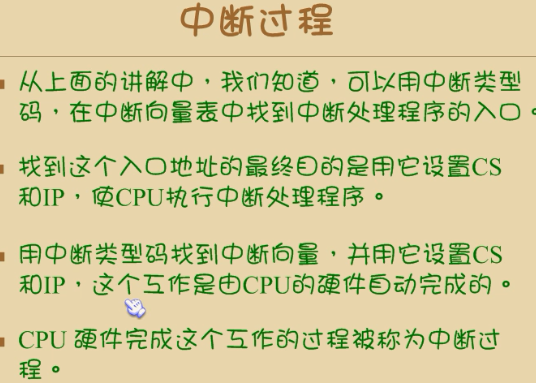 中断过程
从上面的讲解中，我们知道，可以用中断类型
码，在中断向量表中找到中断处理程序的入口。
找到这个入口地址的最终目的是用它设置CS
和IP，使CPU执行中断处理程序。
用中断类型码找到中断向量，并用它设置CS
和IP，这个工作是由CPU的硬件自动完成的。
CPU 硬件完成这个工作的过程被称为中断过
程。